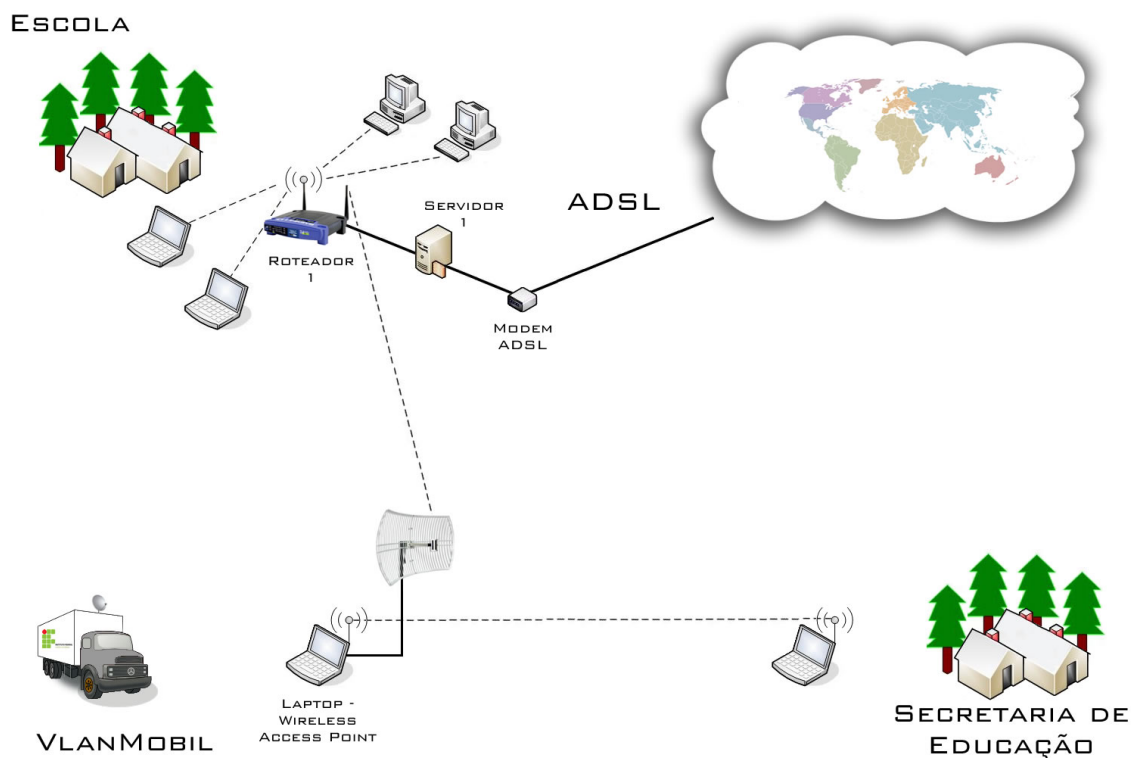 Escola
Servidor
1
ADSL
Roteador
1
Modem
ADSL
Laptop -
Wireless
Access Point
VlanMobil
Secretaria de
Educação